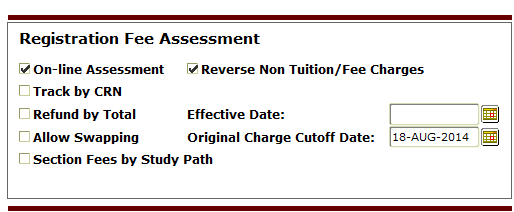 Registration Fee Assessment
On-line Assessment Reverse Non Tuition/Fee Charges
Track by CRN
Refund by Total Effective Date:
Allow Swapping Original Charge Cutoff Date: 18-AUG-2014
Section Fees by Study Path